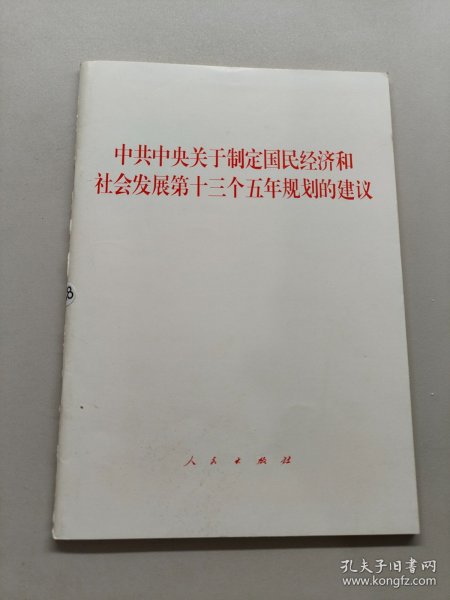 中共中央关于制定国民经济和
社会发展第十三个五年规划的建议
8
人民出版社
孔夫子旧书网
www.kongfz.com